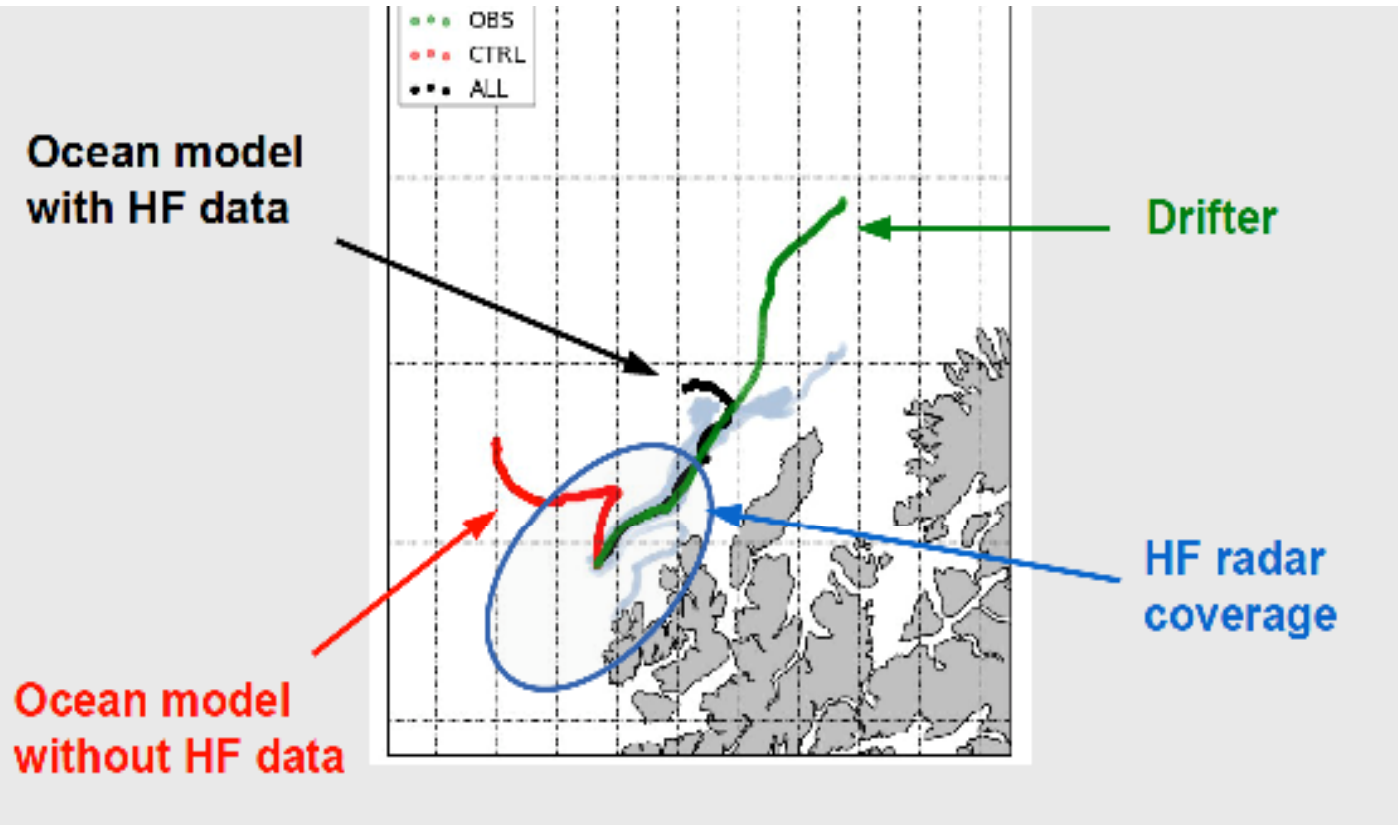 OBS
CTRL
ALL
Ocean model
with HF data
Drifter
HF radar
coverage
Ocean model
without HF data